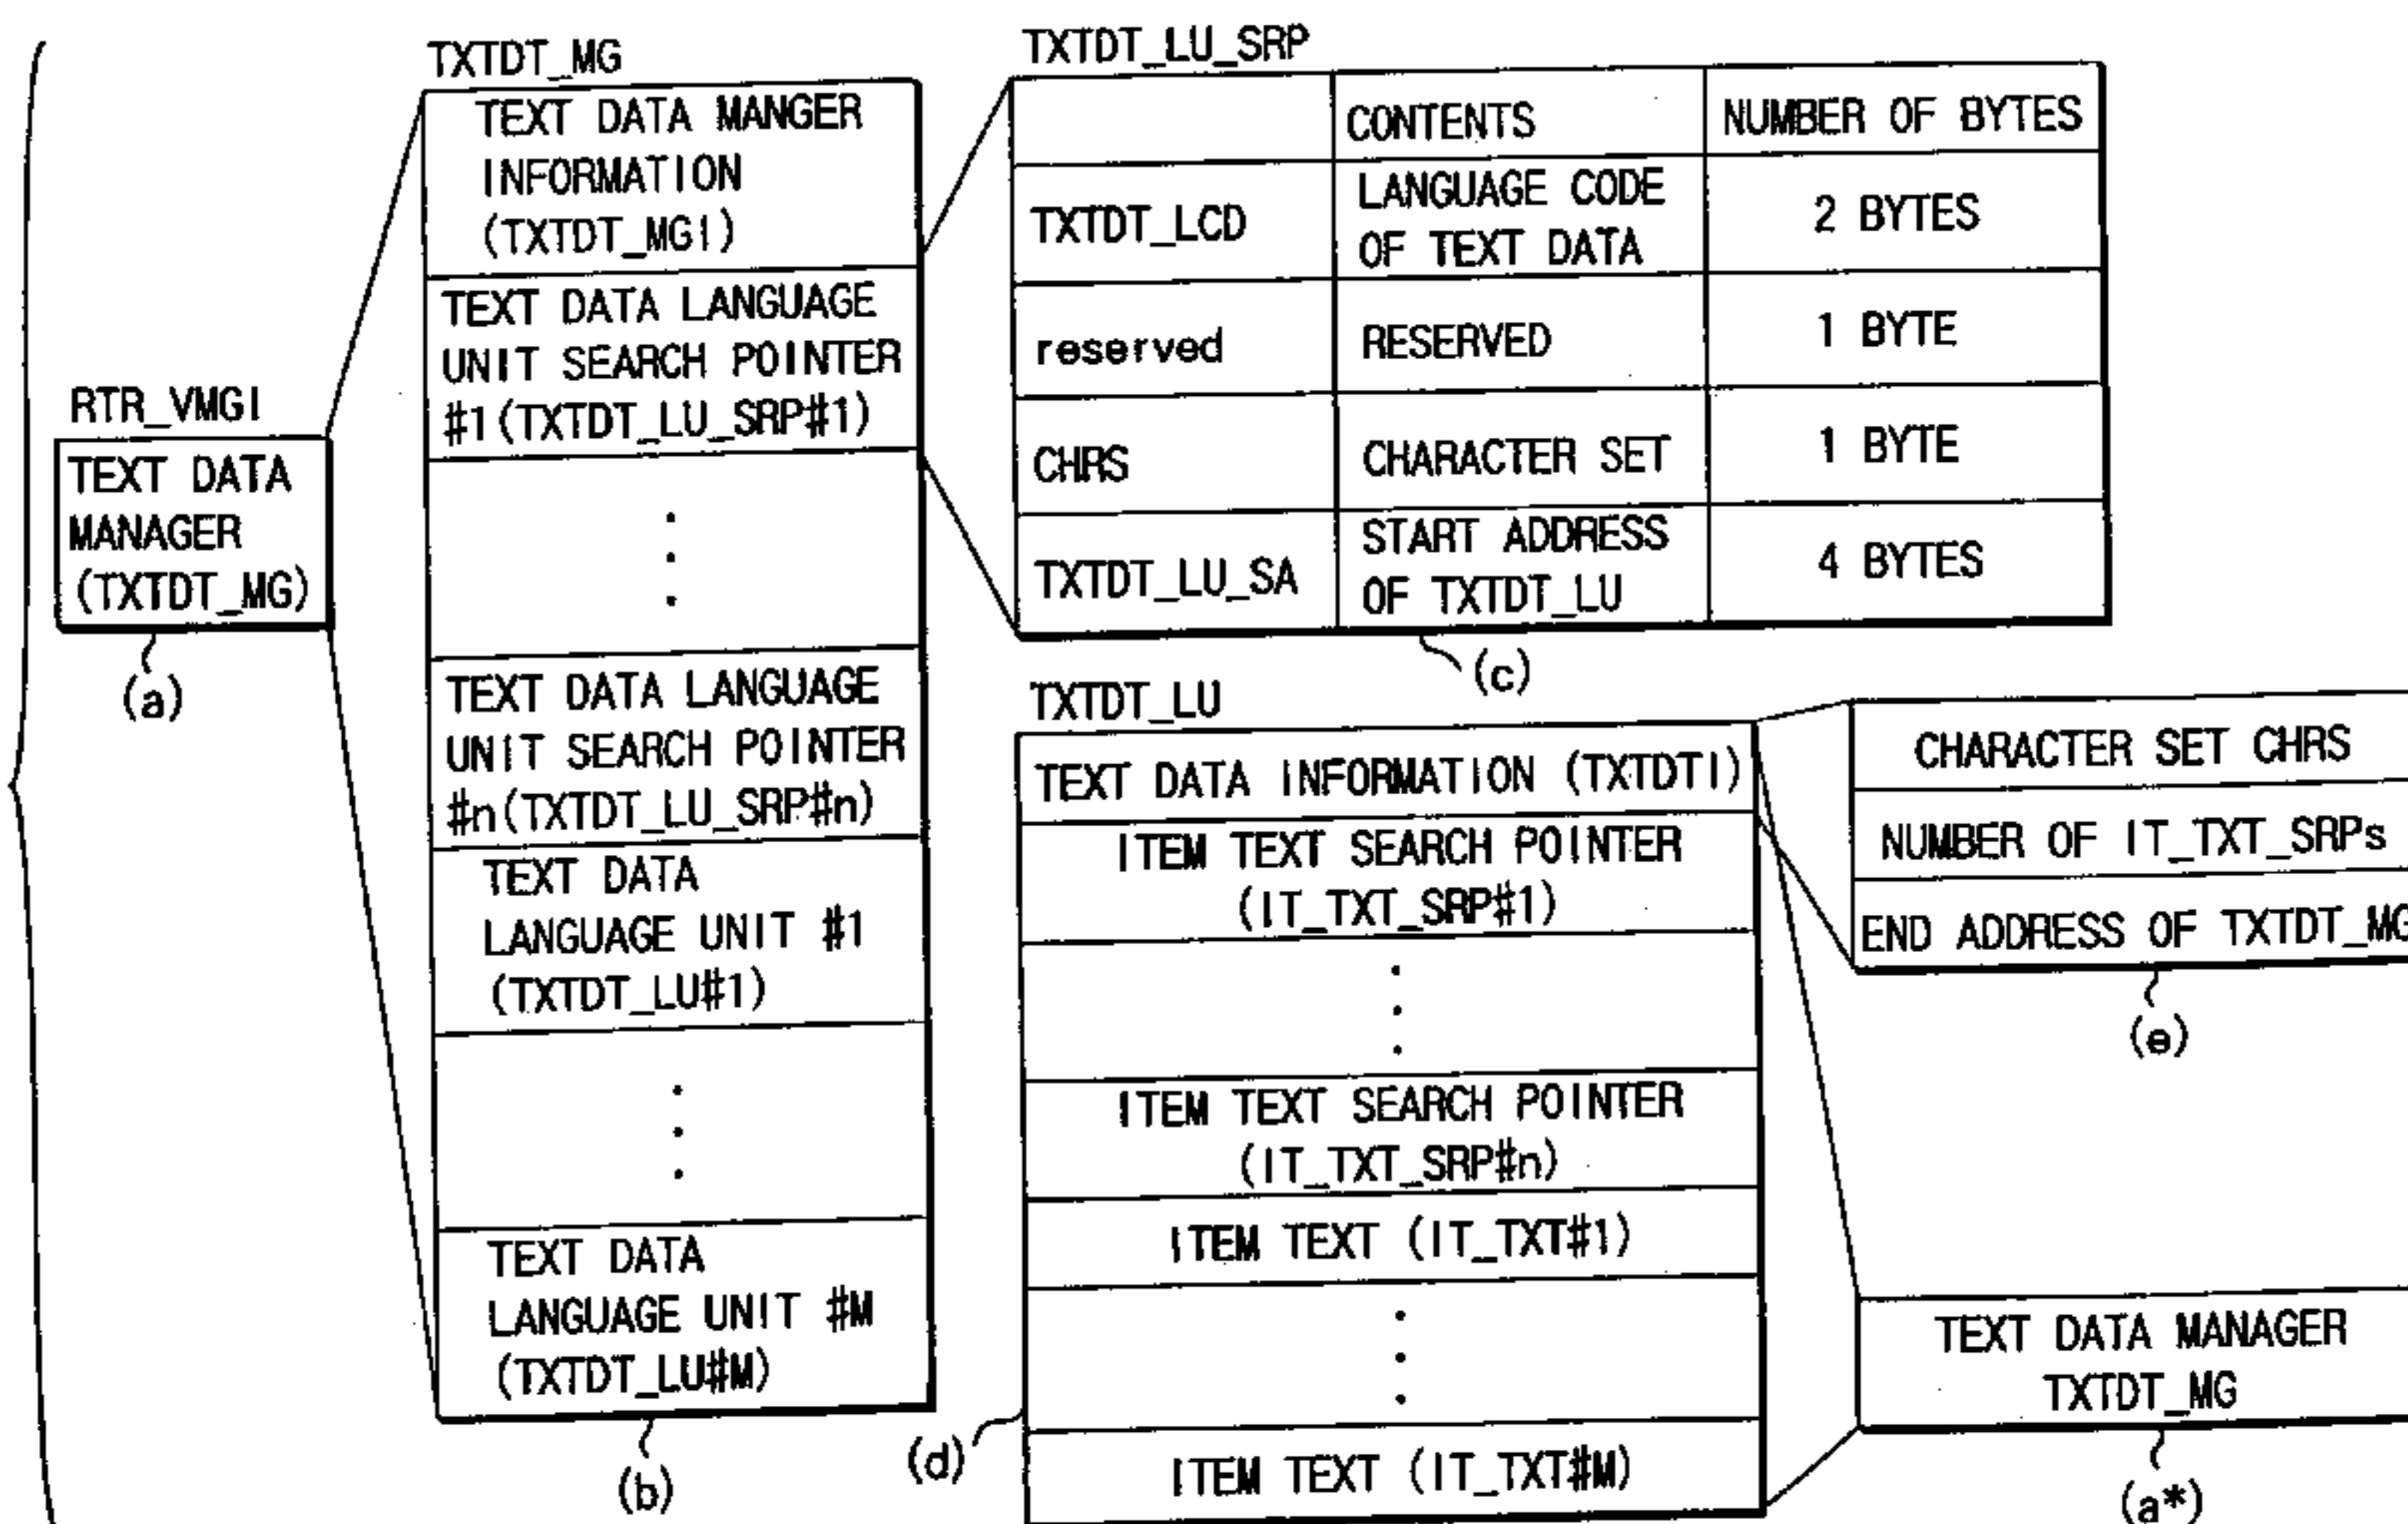 RTR_VMGI
TEXT DATA
MANAGER
(TXTDT_MG)
(a)
TXTDT_MG
TEXT DATA MANGER
INFORMATION
(TXTDT_MGI)
TEXT DATA LANGUAGE
UNIT SEARCH POINTER
#1(TXTDT_LU_SRP#1)
TEXT DATA LANGUAGE
UNIT SEARCH POINTER
#n(TXTDT_LU_SRP#n)
TEXT DATA
LANGUAGE UNIT #1
(TXTDT_LU#1)
TEXT DATA
LANGUAGE UNIT #M
(TXTDT_LU#M)
(b)
TXTDT_LU_SRP
CONTENTS NUMBER OF BYTES
TXTDT_LCD LANGUAGE CODE 2 BYTES
OF TEXT DATA
reserved RESERVED 1 BYTE
CHRS CHARACTER SET 1 BYTE
TXTDT_LU_SA START ADDRESS 4 BYTES
OF TXTDT_LU
(c)
TXTDT_LU
TEXT DATA INFORMATION (TXTDTI)
ITEM TEXT SEARCH POINTER
(IT_TXT_SRP#1)
ITEM TEXT SEARCH POINTER
(IT_TXT_SRP#n)
ITEM TEXT (IT_TXT#1)
ITEM TEXT (IT_TXT#M)
(d)
CHARACTER SET CHRS
NUMBER OF IT_TXT_SRPs
END ADDRESS OF TXTDT_MG
(e)
TEXT DATA MANAGER
TXTDT_MG
(a*)